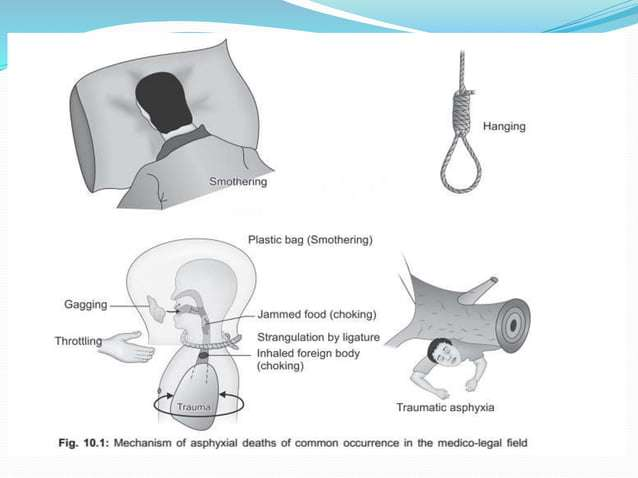 Smothering
Hanging
Plastic bag (Smothering)
Gagging
Jammed food (choking)
Throttling
Strangulation by ligature
Inhaled foreign body
(choking)
Trauma
Traumatic asphyxia
Fig. 10.1: Mechanism of asphyxial deaths of common occurrence in the medico-legal field